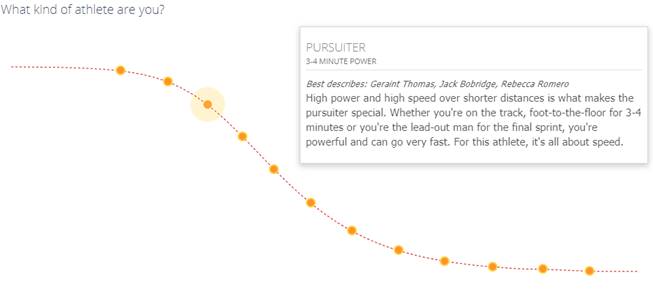 What kind of athlete are you?
PURSUITER
3-4 MINUTE POWER
Best describes: Geraint Thomas, Jack Bobridge, Rebecca Romero
High power and high speed over shorter distances is what makes the
pursuiter special. Whether you're on the track, foot-to-the-floor for 3-4
minutes or you're the lead-out man for the final sprint, you're
powerful and can go very fast. For this athlete, it's all about speed.